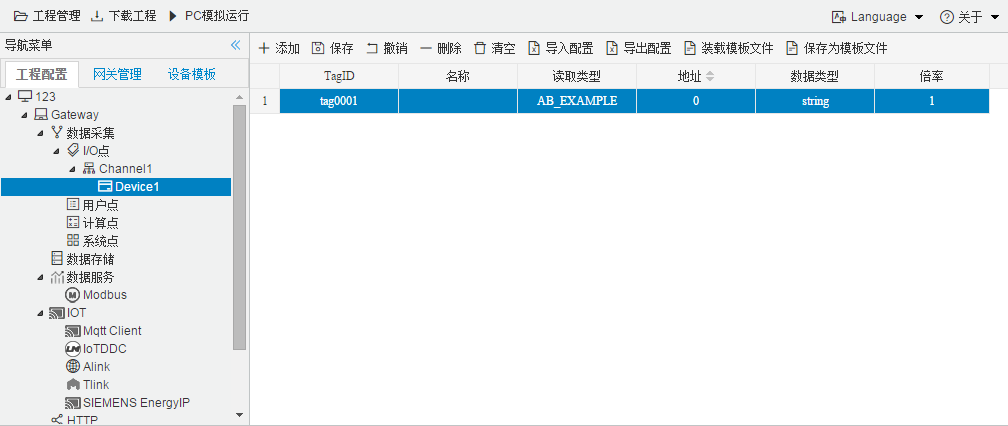 工程管理 下载工程 PC模拟运行 Language 关于
导航菜单
添加 保存 撤销 删除 清空 导入配置 导出配置 装载模板文件 保存为模板文件
工程配置 网关管理 设备模板
TagID 名称 读取类型 地址 数据类型 倍率
1 tag0001 AB_EXAMPLE 0 string 1
123
Gateway
数据采集
I/O点
Channel1
Device1
用户点
计算点
系统点
数据存储
数据服务
Modbus
IOT
Mqtt Client
IoTDDC
Alink
Tlink
SIEMENS EnergyIP
HTTP